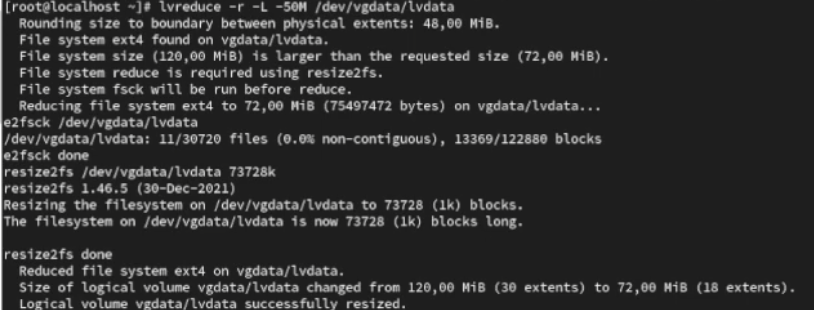 [root@localhost ~]# lvreduce -r -L -50M /dev/vgdata/lvdata
Rounding size to boundary between physical extents: 48,00 MiB.
File system ext4 found on vgdata/lvdata.
File system size (120,00 MiB) is larger than the requested size (72,00 MiB).
File system reduce is required using resize2fs.
File system fsck will be run before reduce.
Reducing file system ext4 to 72,00 MiB (75497472 bytes) on vgdata/lvdata...
e2fsck /dev/vgdata/lvdata
/dev/vgdata/lvdata: 11/30720 files (0.0% non-contiguous), 13369/122880 blocks
e2fsck done
resize2fs /dev/vgdata/lvdata 73728k
resize2fs 1.46.5 (30-Dec-2021)
Resizing the filesystem on /dev/vgdata/lvdata to 73728 (1k) blocks.
The filesystem on /dev/vgdata/lvdata is now 73728 (1k) blocks long.
resize2fs done
Reduced file system ext4 on vgdata/lvdata.
Size of logical volume vgdata/lvdata changed from 120,00 MiB (30 extents) to 72,00 MiB (18 extents).
Logical volume vgdata/lvdata successfully resized.